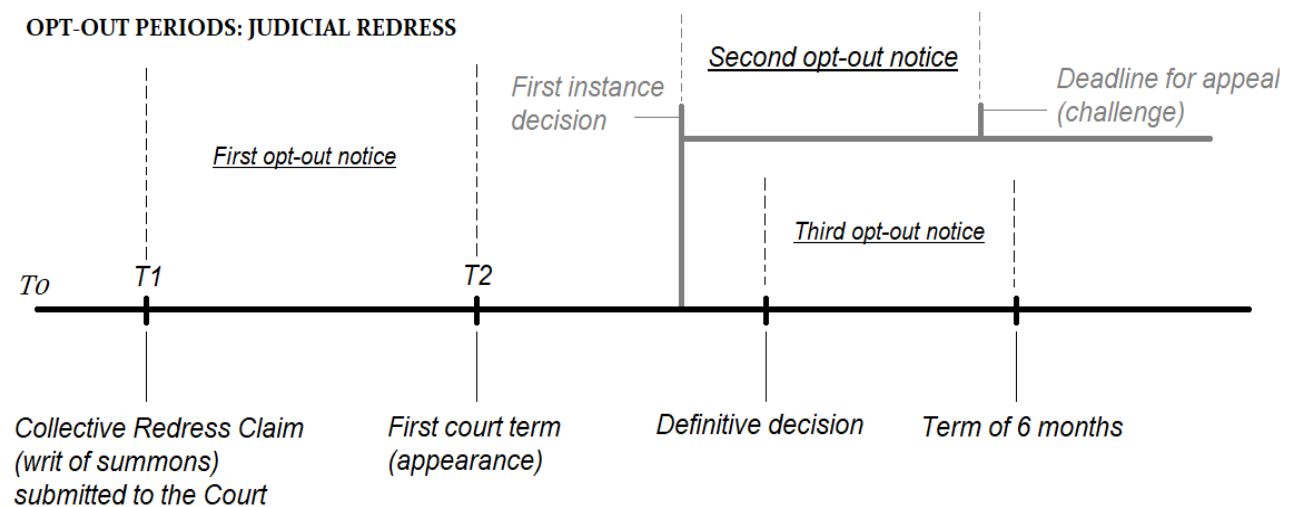 OPT-OUT PERIODS: JUDICIAL REDRESS
First opt-out notice
First instance
decision
Second opt-out notice
Deadline for appeal
(challenge)
Third opt-out notice
To
T1
T2
Collective Redress Claim
(writ of summons)
submitted to the Court
First court term
(appearance)
Definitive decision
Term of 6 months